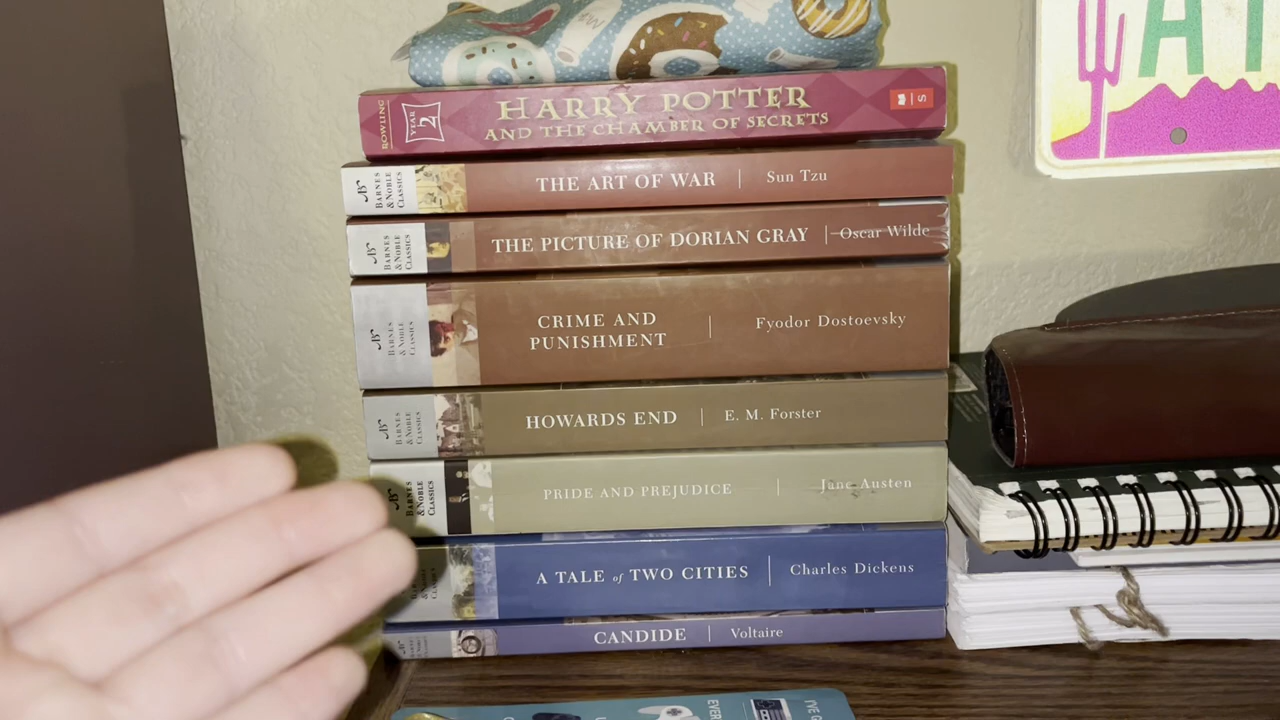 ROWLING
YEAR 2
HARRY POTTER
AND THE CHAMBER OF SECRETS
S
BARNES & NOBLE CLASSICS
THE ART OF WAR | Sun Tzu
BARNES & NOBLE CLASSICS
THE PICTURE OF DORIAN GRAY | Oscar Wilde
BARNES & NOBLE CLASSICS
CRIME AND
PUNISHMENT | Fyodor Dostoevsky
BARNES & NOBLE CLASSICS
HOWARDS END | E. M. Forster
BARNES & NOBLE CLASSICS
PRIDE AND PREJUDICE | Jane Austen
A TALE of TWO CITIES | Charles Dickens
CANDIDE | Voltaire
I'VE
EVER